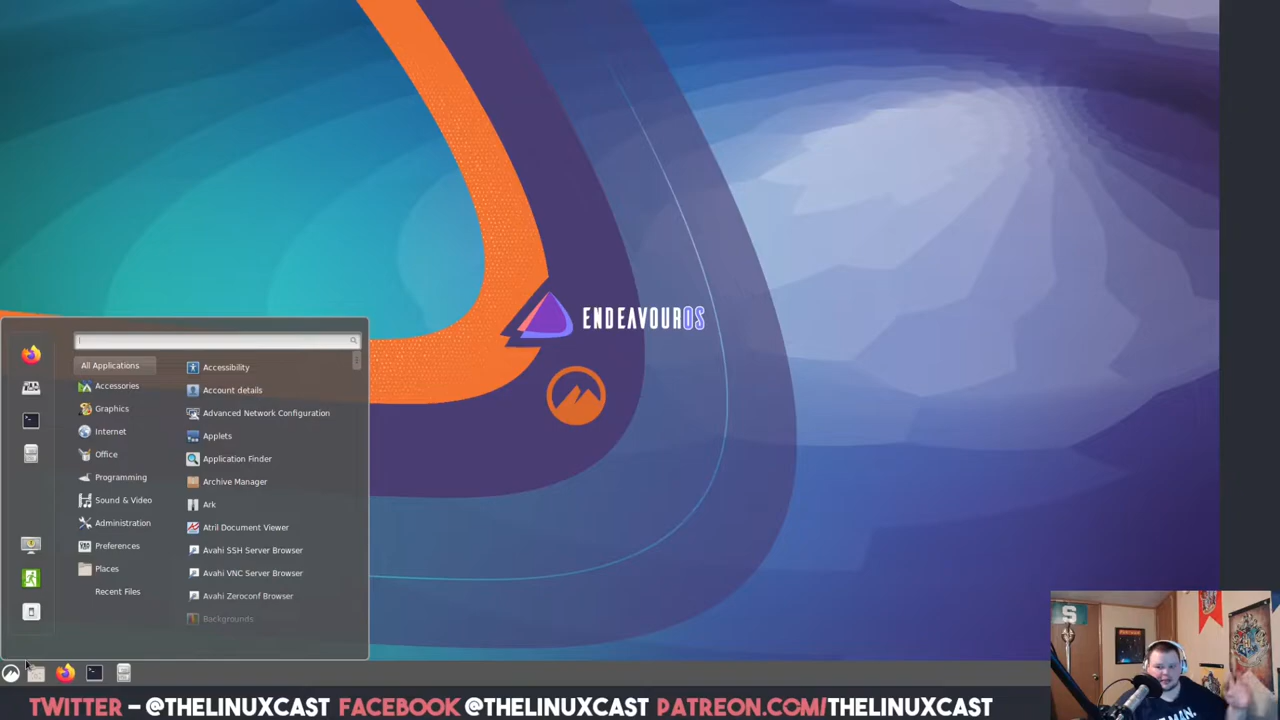 ENDEAVOUROS
All Applications
Accessories
Graphics
Internet
Office
Programming
Sound & Video
Administration
Preferences
Places
Recent Files
Accessibility
Account details
Advanced Network Configuration
Applets
Application Finder
Archive Manager
Ark
Atril Document Viewer
Avahi SSH Server Browser
Avahi VNC Server Browser
Avahi Zeroconf Browser
Backgrounds
S
TWITTER - @THELINUXCAST FACEBOOK @THELINUXCAST PATREON.COM/THELINUXCAST